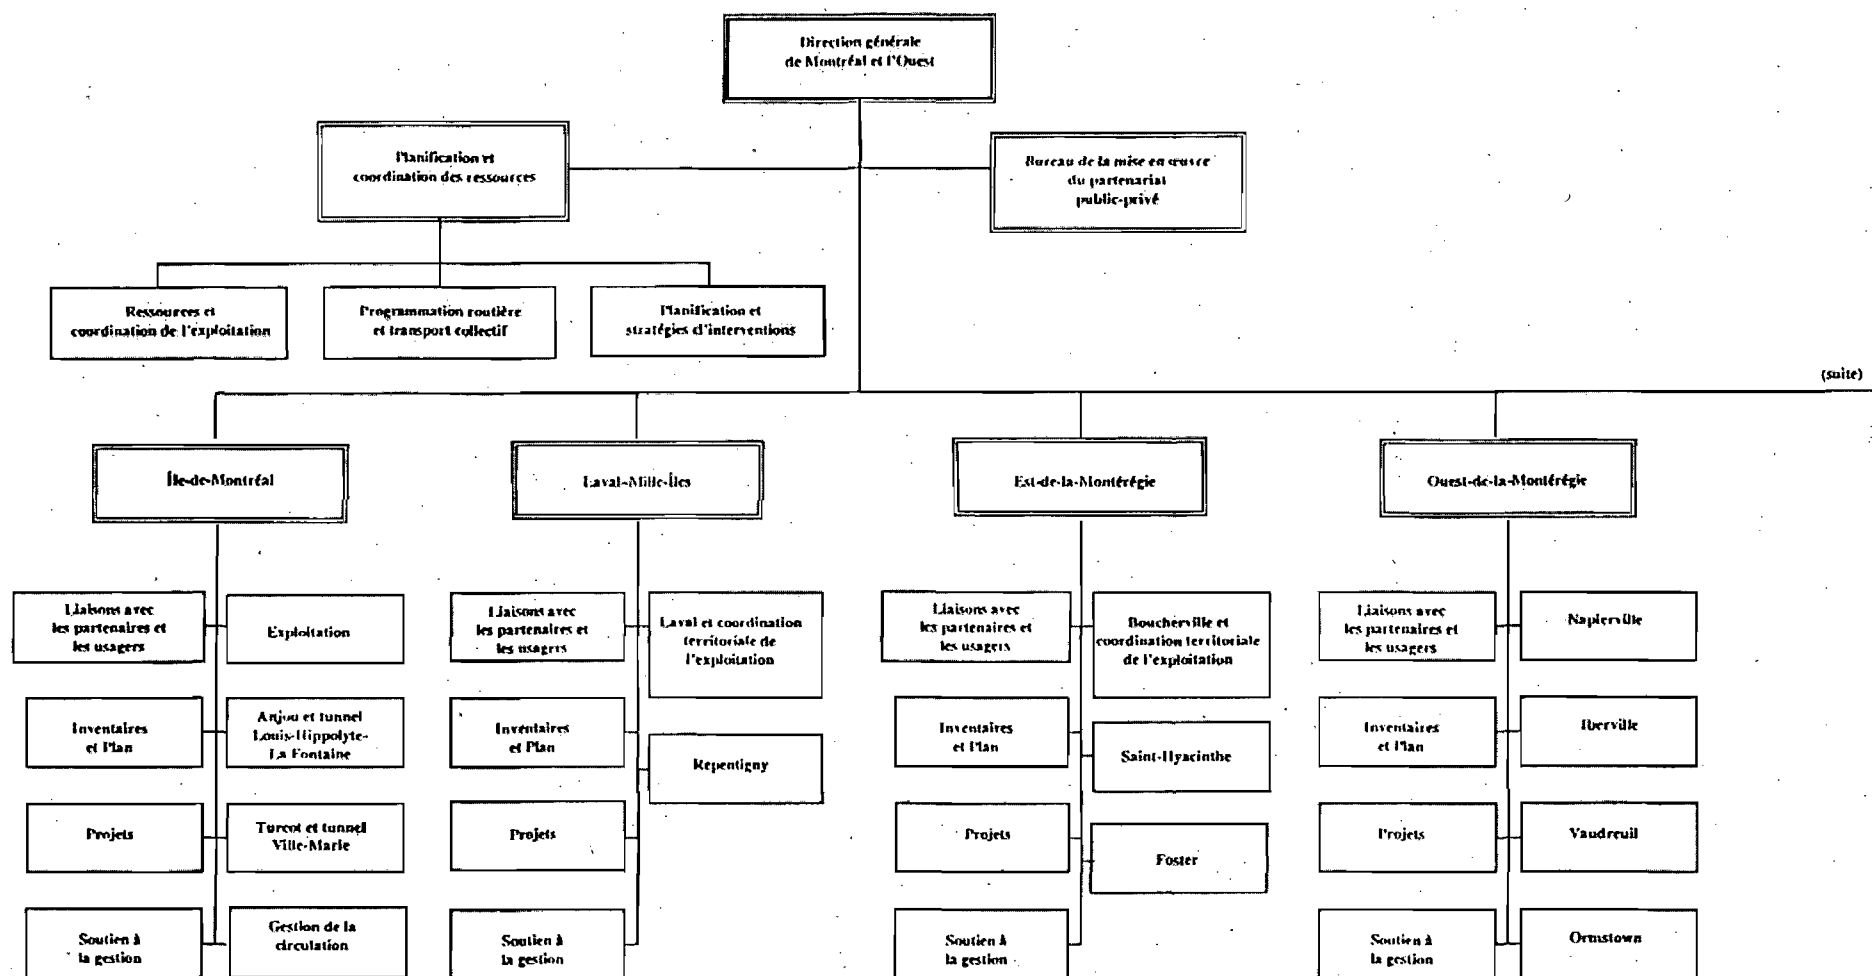 Direction générale
de Montréal et l'Ouest
Planification et
coordination des ressources
Bureau de la mise en œuvre
du partenariat
public-privé
Ressources et
coordination de l'exploitation
Programmation routière
et transport collectif
Planification et
stratégies d'interventions
(suite)
Île-de-Montréal
Laval-Mille-Îles
Est-de-la-Montérégie
Ouest-de-la-Montérégie
Liaisons avec
les partenaires et
les usagers
Exploitation
Inventaires
et Plan
Anjou et tunnel
Louis-Hippolyte-
La Fontaine
Projets
Turcot et tunnel
Ville-Marie
Soutien à
la gestion
Gestion de la
circulation
Liaisons avec
les partenaires et
les usagers
Laval et coordination
territoriale de
l'exploitation
Inventaires
et Plan
Repentigny
Projets
Soutien à
la gestion
Liaisons avec
les partenaires et
les usagers
Boucherville et
coordination territoriale
de l'exploitation
Inventaires
et Plan
Saint-Hyacinthe
Projets
Foster
Soutien à
la gestion
Liaisons avec
les partenaires et
les usagers
Napierville
Inventaires
et Plan
Iberville
Projets
Vaudreuil
Soutien à
la gestion
Ormstown